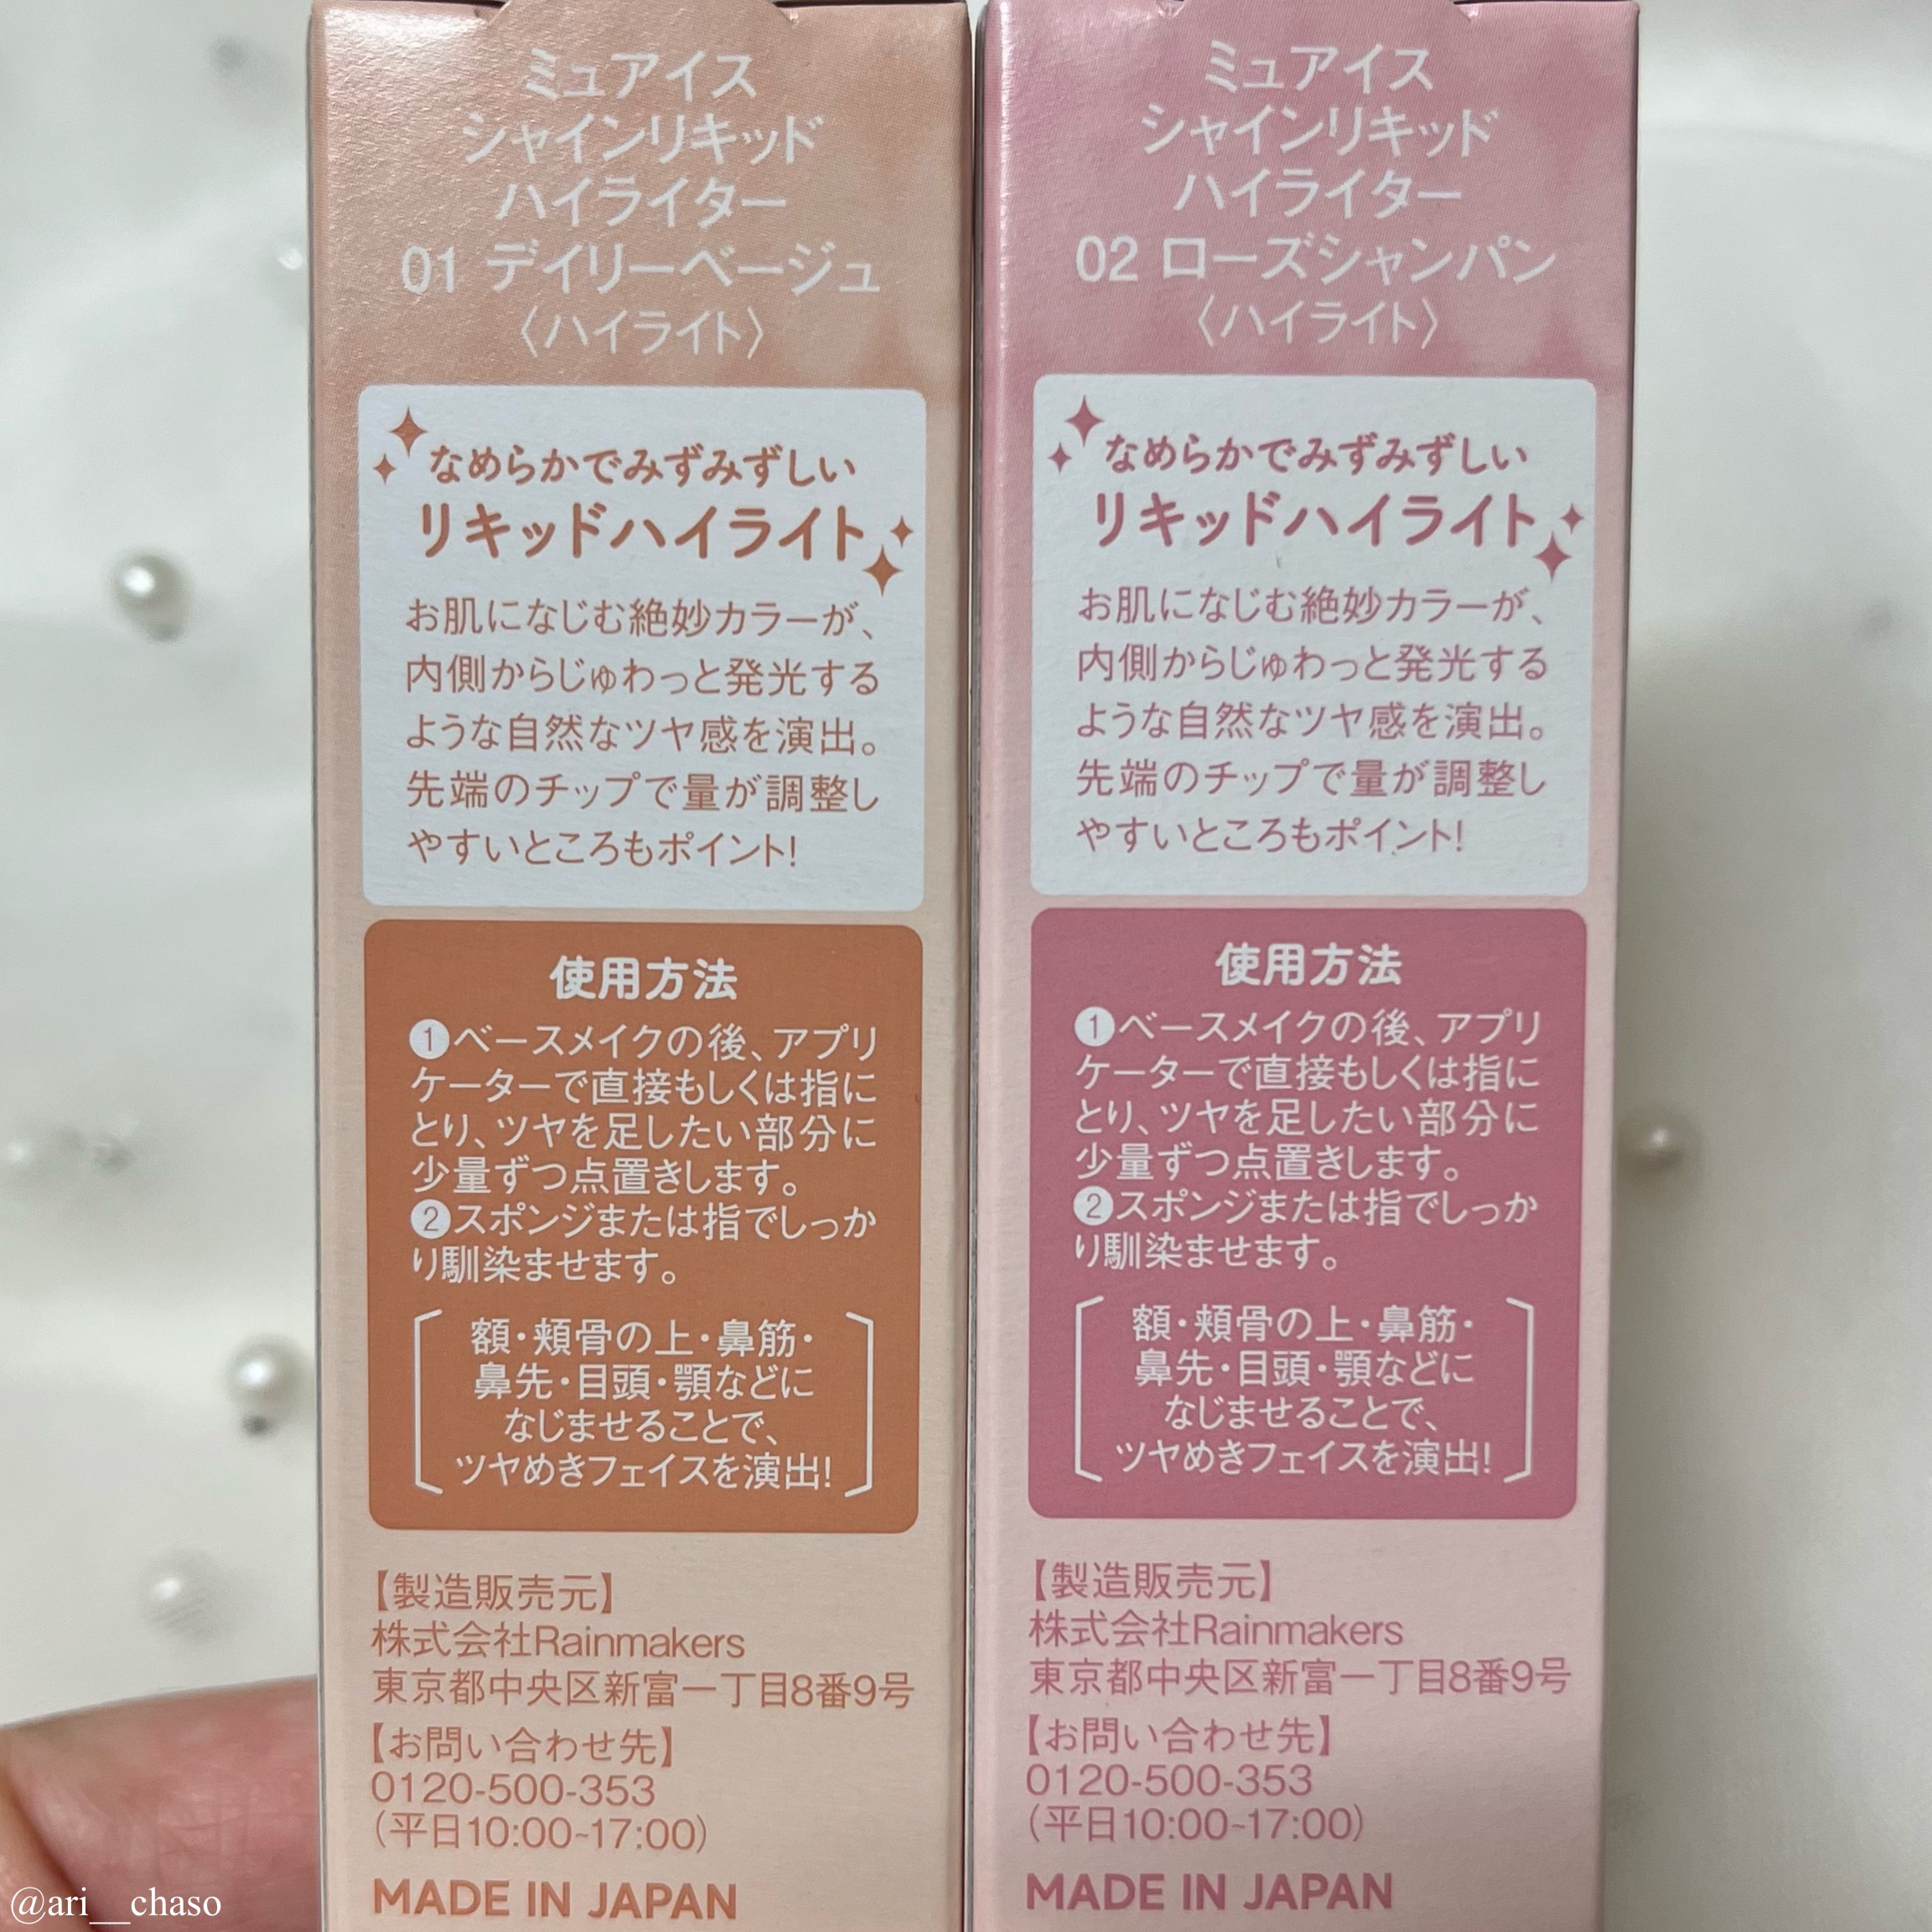 ミュアイス
シャインリキッド
ハイライター
01 デイリーベージュ
〈ハイライト〉
なめらかでみずみずしい
リキッドハイライト
お肌になじむ絶妙カラーが、
内側からじゅわっと発光する
ような自然なツヤ感を演出。
先端のチップで量が調整し
やすいところもポイント!
使用方法
①ベースメイクの後、アプリ
ケーターで直接もしくは指に
とり、ツヤを足したい部分に
少量ずつ点置きします。
②スポンジまたは指でしっか
り馴染ませます。
額・頬骨の上・鼻筋・
鼻先・目頭・顎などに
なじませることで、
ツヤめきフェイスを演出!
【製造販売元】
株式会社Rainmakers
東京都中央区新富一丁目8番9号
【お問い合わせ先】
0120-500-353
(平日10:00~17:00)
MADE IN JAPAN
ミュアイス
シャインリキッド
ハイライター
02 ローズシャンパン
〈ハイライト〉
なめらかでみずみずしい
リキッドハイライト
お肌になじむ絶妙カラーが、
内側からじゅわっと発光する
ような自然なツヤ感を演出。
先端のチップで量が調整し
やすいところもポイント!
使用方法
①ベースメイクの後、アプリ
ケーターで直接もしくは指に
とり、ツヤを足したい部分に
少量ずつ点置きします。
②スポンジまたは指でしっか
り馴染ませます。
額・頬骨の上・鼻筋・
鼻先・目頭・顎などに
なじませることで、
ツヤめきフェイスを演出!
【製造販売元】
株式会社Rainmakers
東京都中央区新富一丁目8番9号
【お問い合わせ先】
0120-500-353
(平日10:00~17:00)
MADE IN JAPAN
@ari__chaso